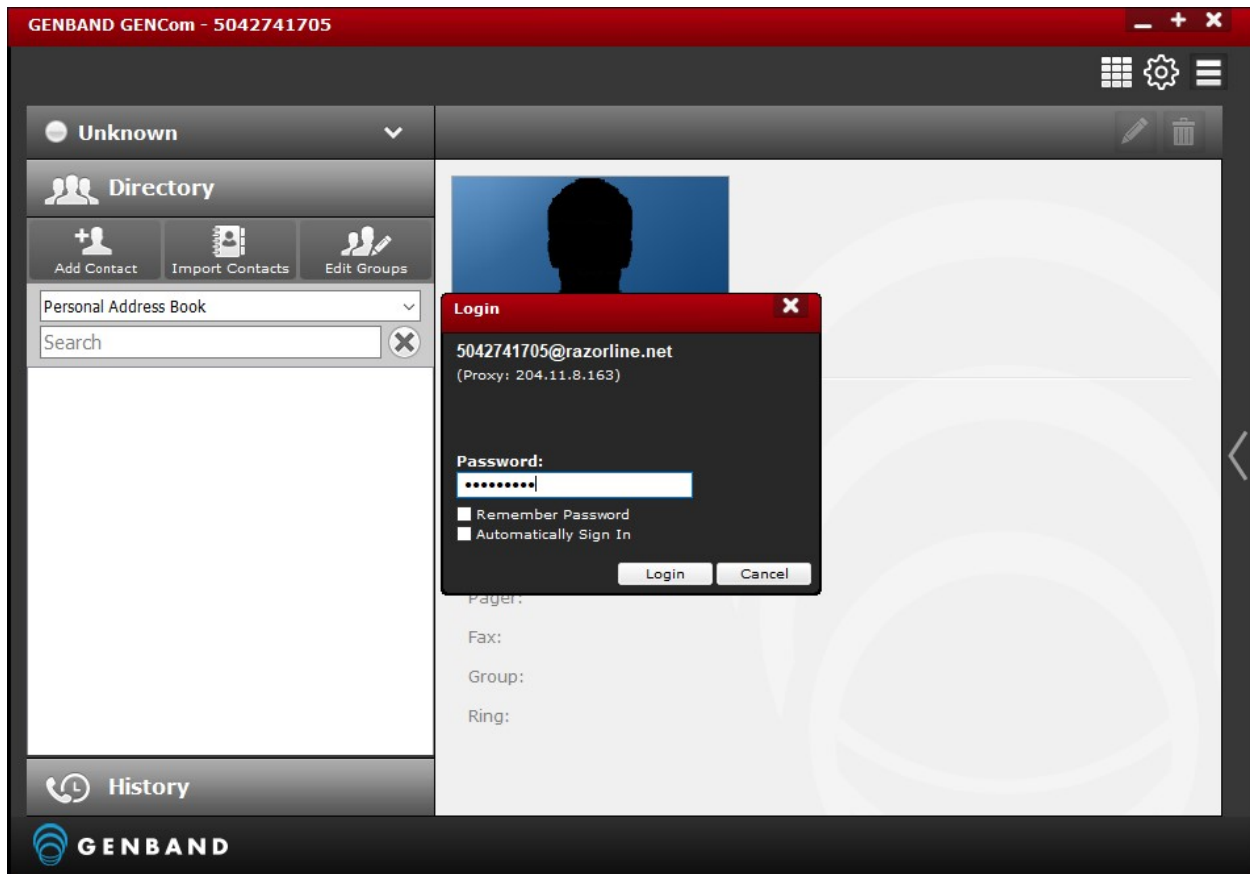 GENBAND GENCom - 5042741705
Unknown
Directory
Add Contact
Import Contacts
Edit Groups
Personal Address Book
Search
Login
5042741705@razorline.net
(Proxy: 204.11.8.163)
Password:
•••••••••
Remember Password
Automatically Sign In
Login
Cancel
Pager:
Fax:
Group:
Ring:
History
GENBAND